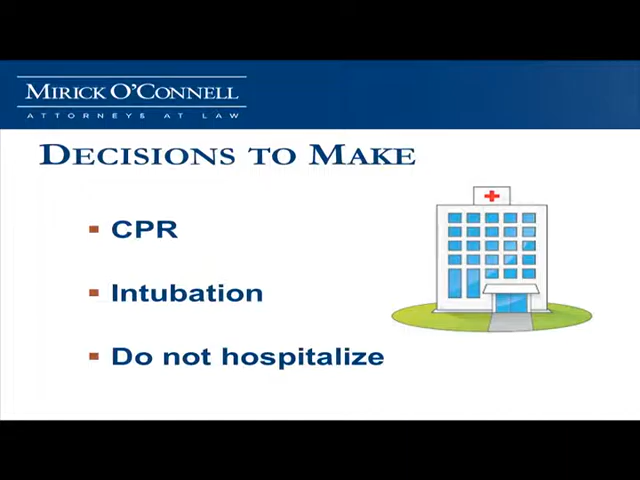 MIRICK O'CONNELL
ATTORNEYS AT LAW
DECISIONS TO MAKE
CPR
Intubation
Do not hospitalize